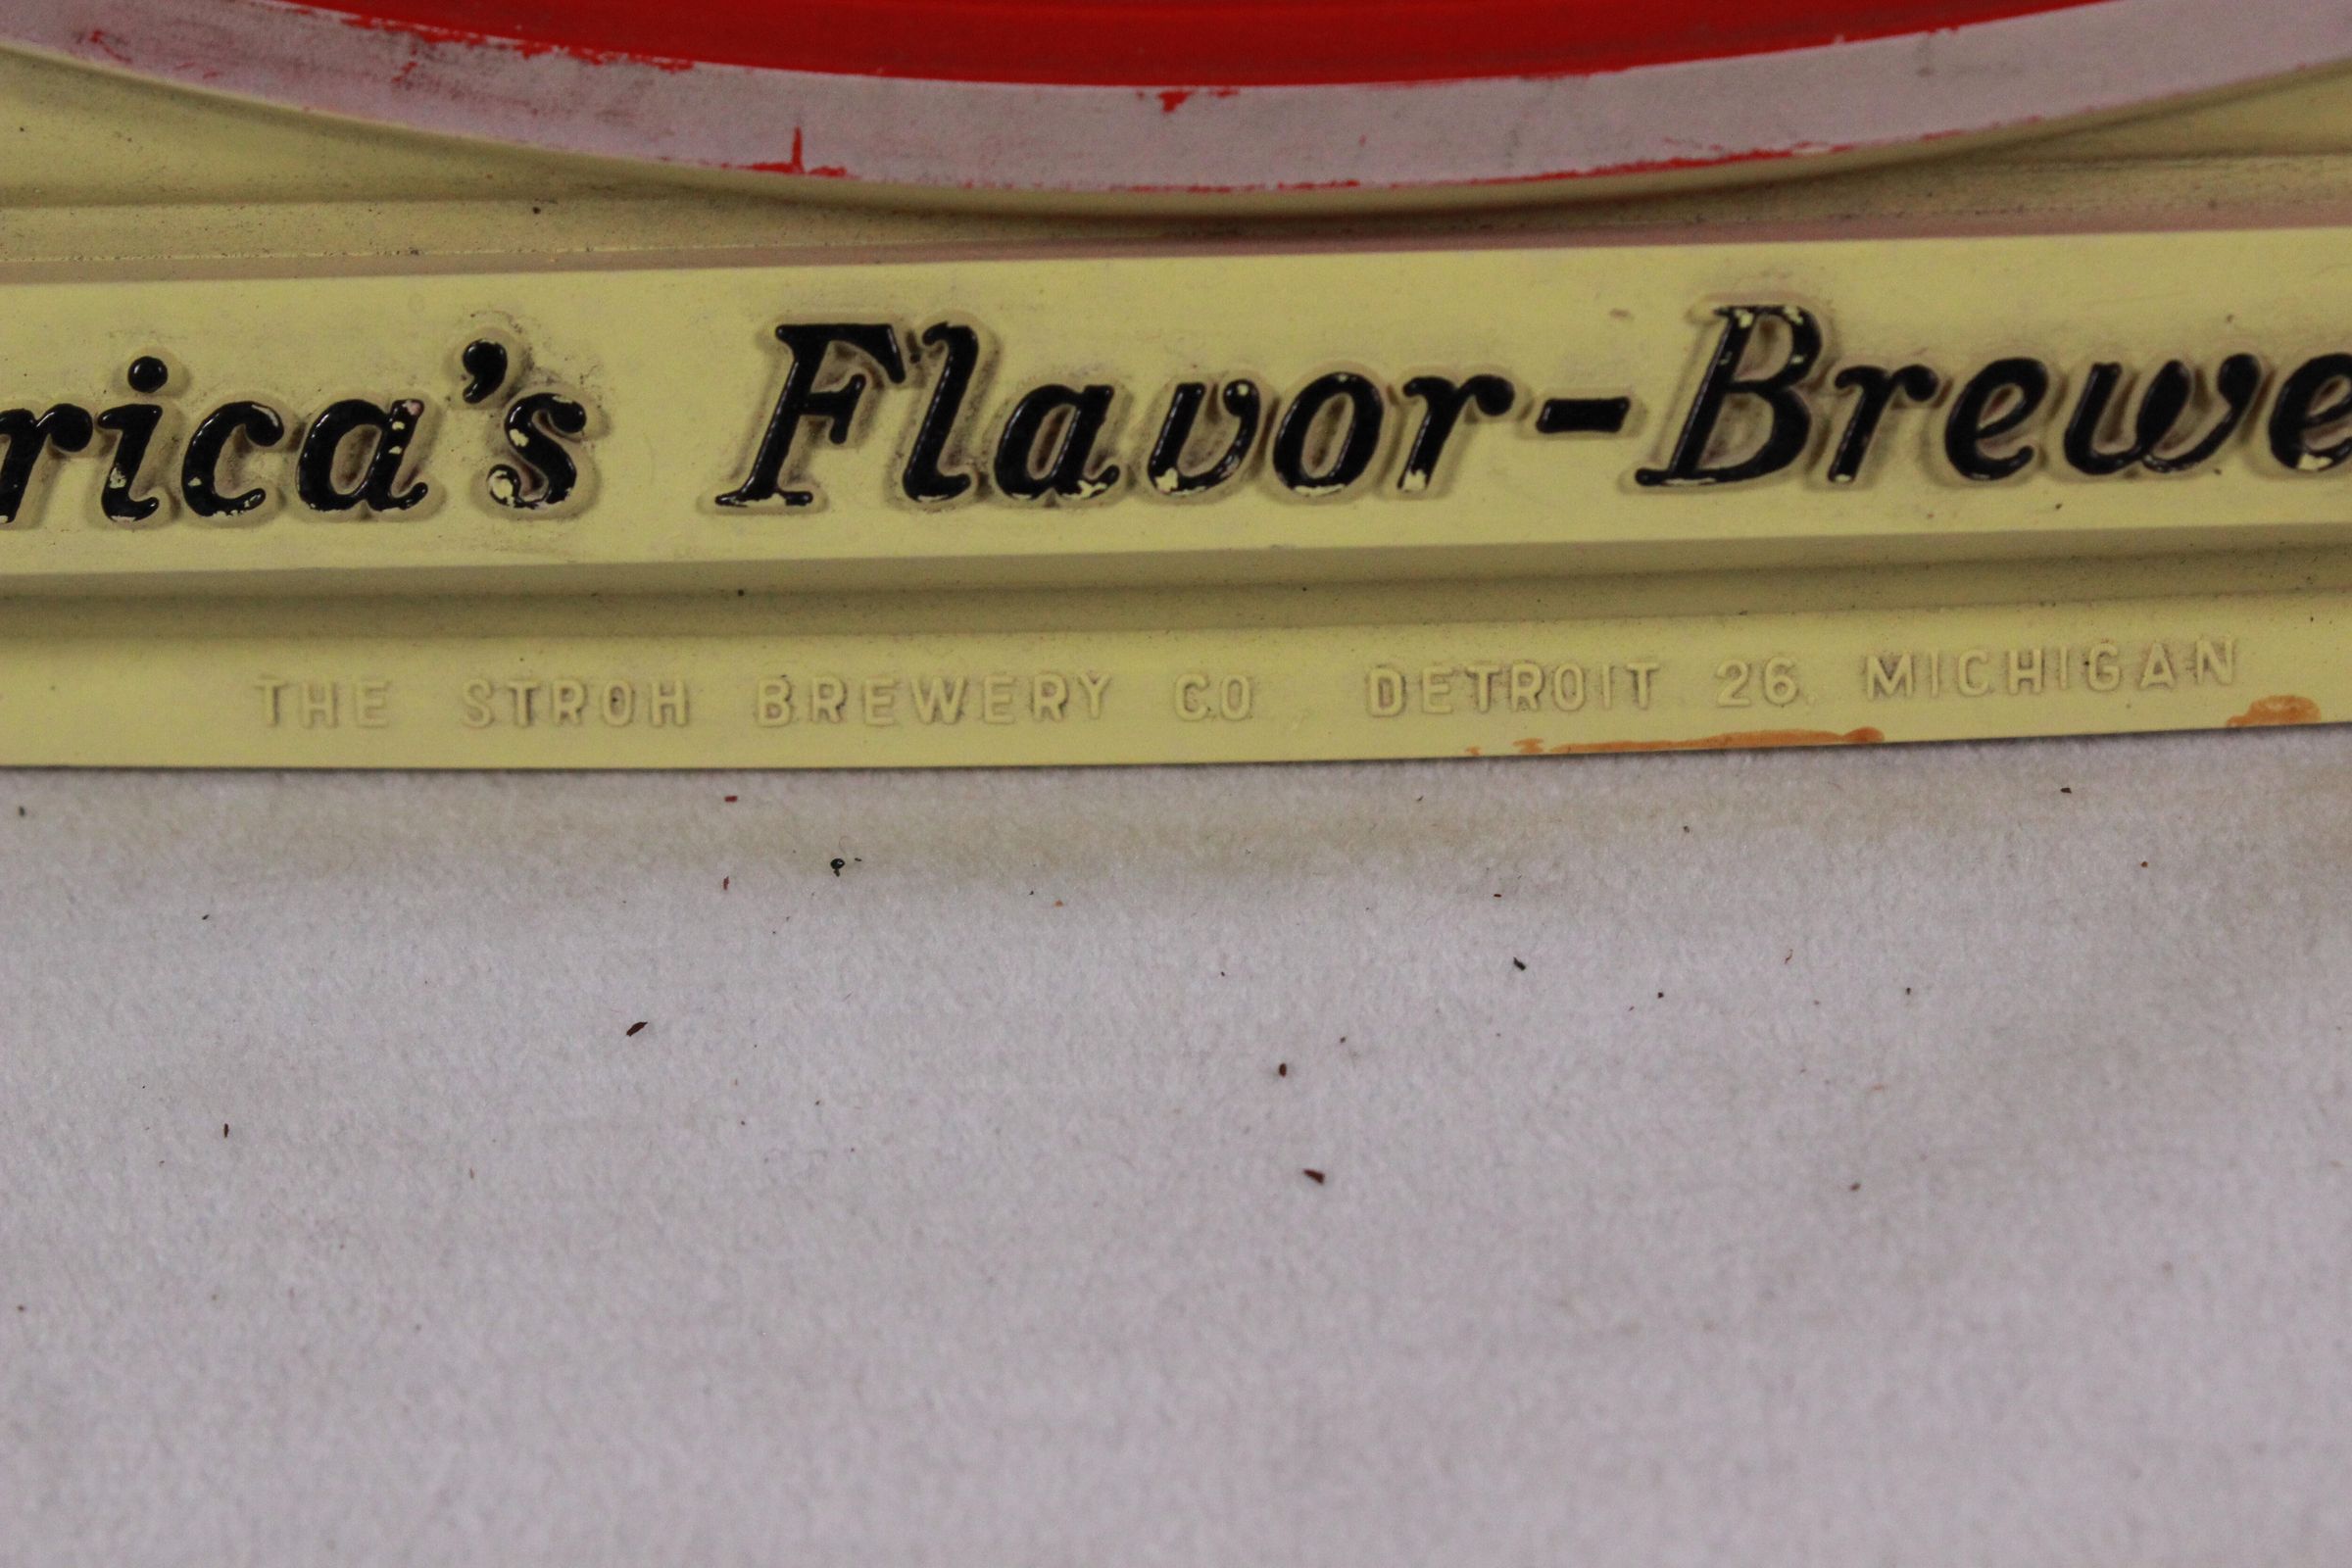 rica's Flavor-Brewe
THE STROH BREWERY CO. DETROIT 26, MICHIGAN